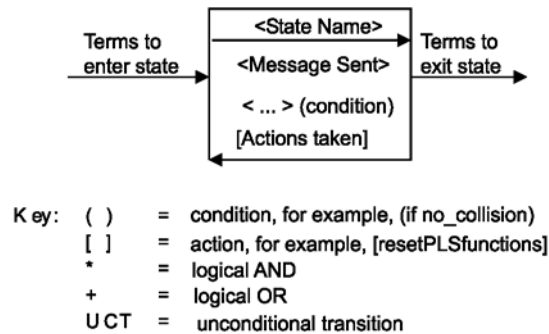 <State Name>
Terms to
enter state
<Message Sent>
Terms to
exit state
< ... > (condition)
[Actions taken]
Key: ( ) = condition, for example, (if no_collision)
[ ] = action, for example, [resetPLSfunctions]
* = logical AND
+ = logical OR
UCT = unconditional transition